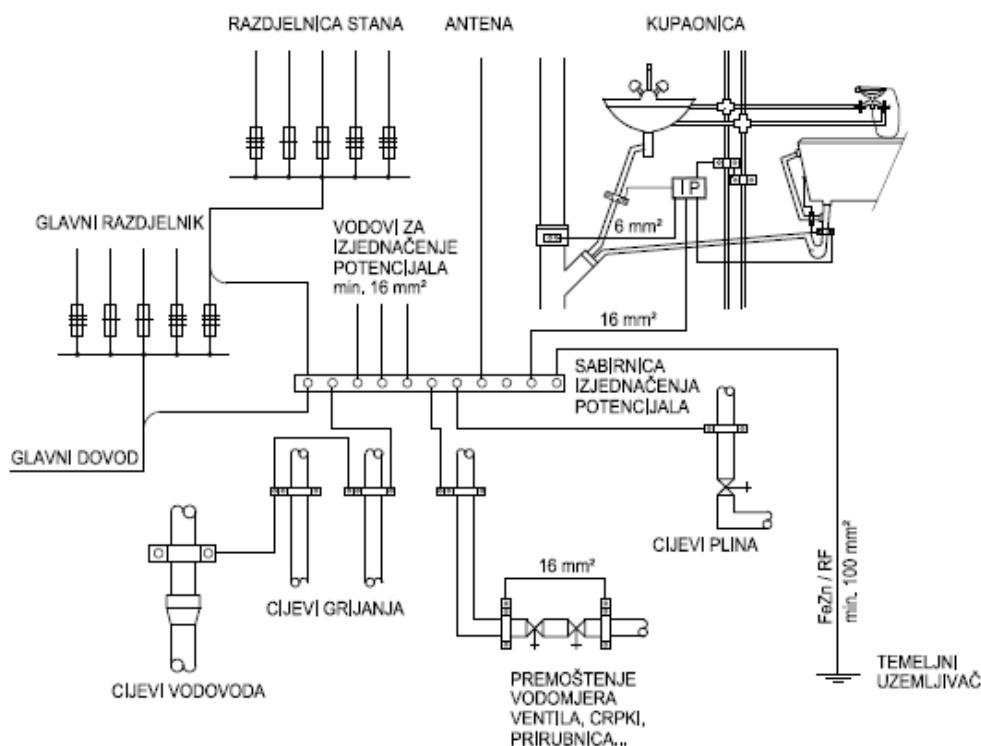 RAZDJELNICA STANA
ANTENA
KUPAONICA
GLAVNI RAZDJELNIK
VODOVI ZA
IZJEDNAČENJE
POTENCIJALA
min. 16 mm²
IP
6 mm²
16 mm²
SABIRNICA
IZJEDNAČENJA
POTENCIJALA
GLAVNI DOVOD
CIJEVI PLINA
16 mm²
CIJEVI GRIJANJA
FeZn / RF
min. 100 mm²
CIJEVI VODOVODA
PREMOŠTENJE
VODOMJERA
VENTILA, CRPKI,
PRIRUBNICA...
TEMELJNI
UZEMLJIVAČ